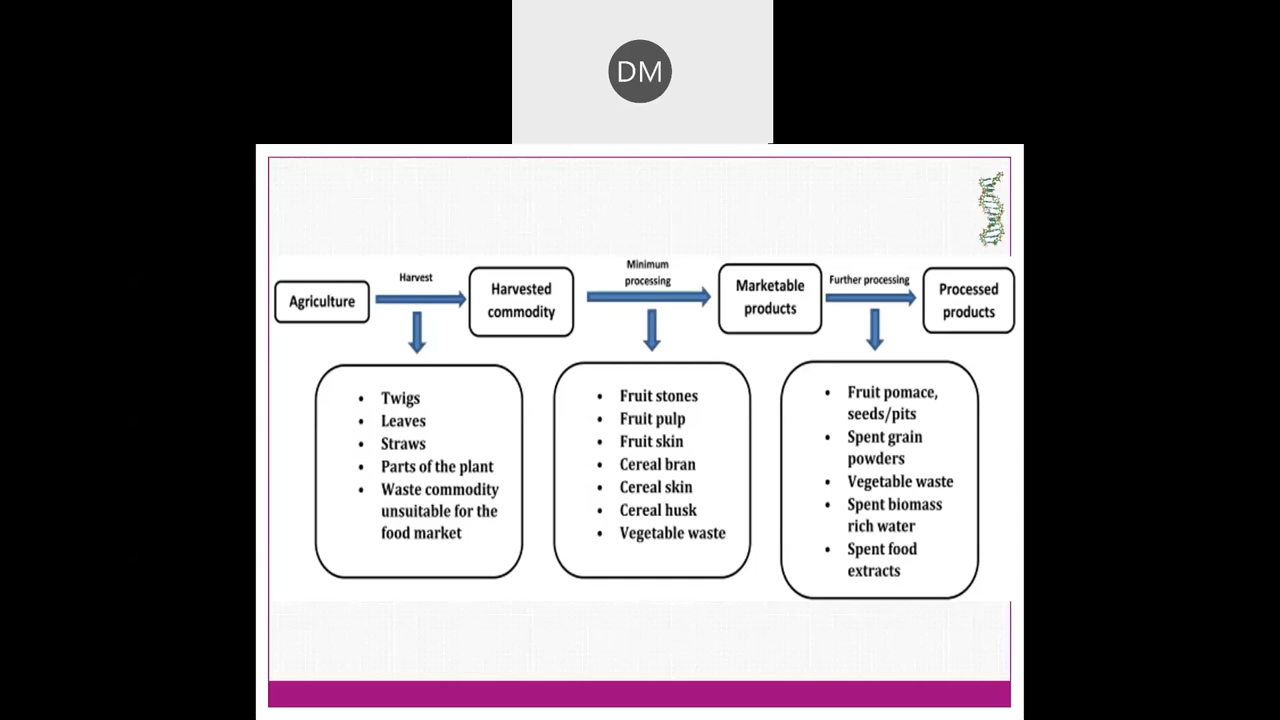 DM
Agriculture
Harvest
Harvested
commodity
Minimum
processing
Marketable
products
Further processing
Processed
products
• Twigs
• Leaves
• Straws
• Parts of the plant
• Waste commodity
unsuitable for the
food market
• Fruit stones
• Fruit pulp
• Fruit skin
• Cereal bran
• Cereal skin
• Cereal husk
• Vegetable waste
• Fruit pomace,
seeds/pits
• Spent grain
powders
• Vegetable waste
• Spent biomass
rich water
• Spent food
extracts